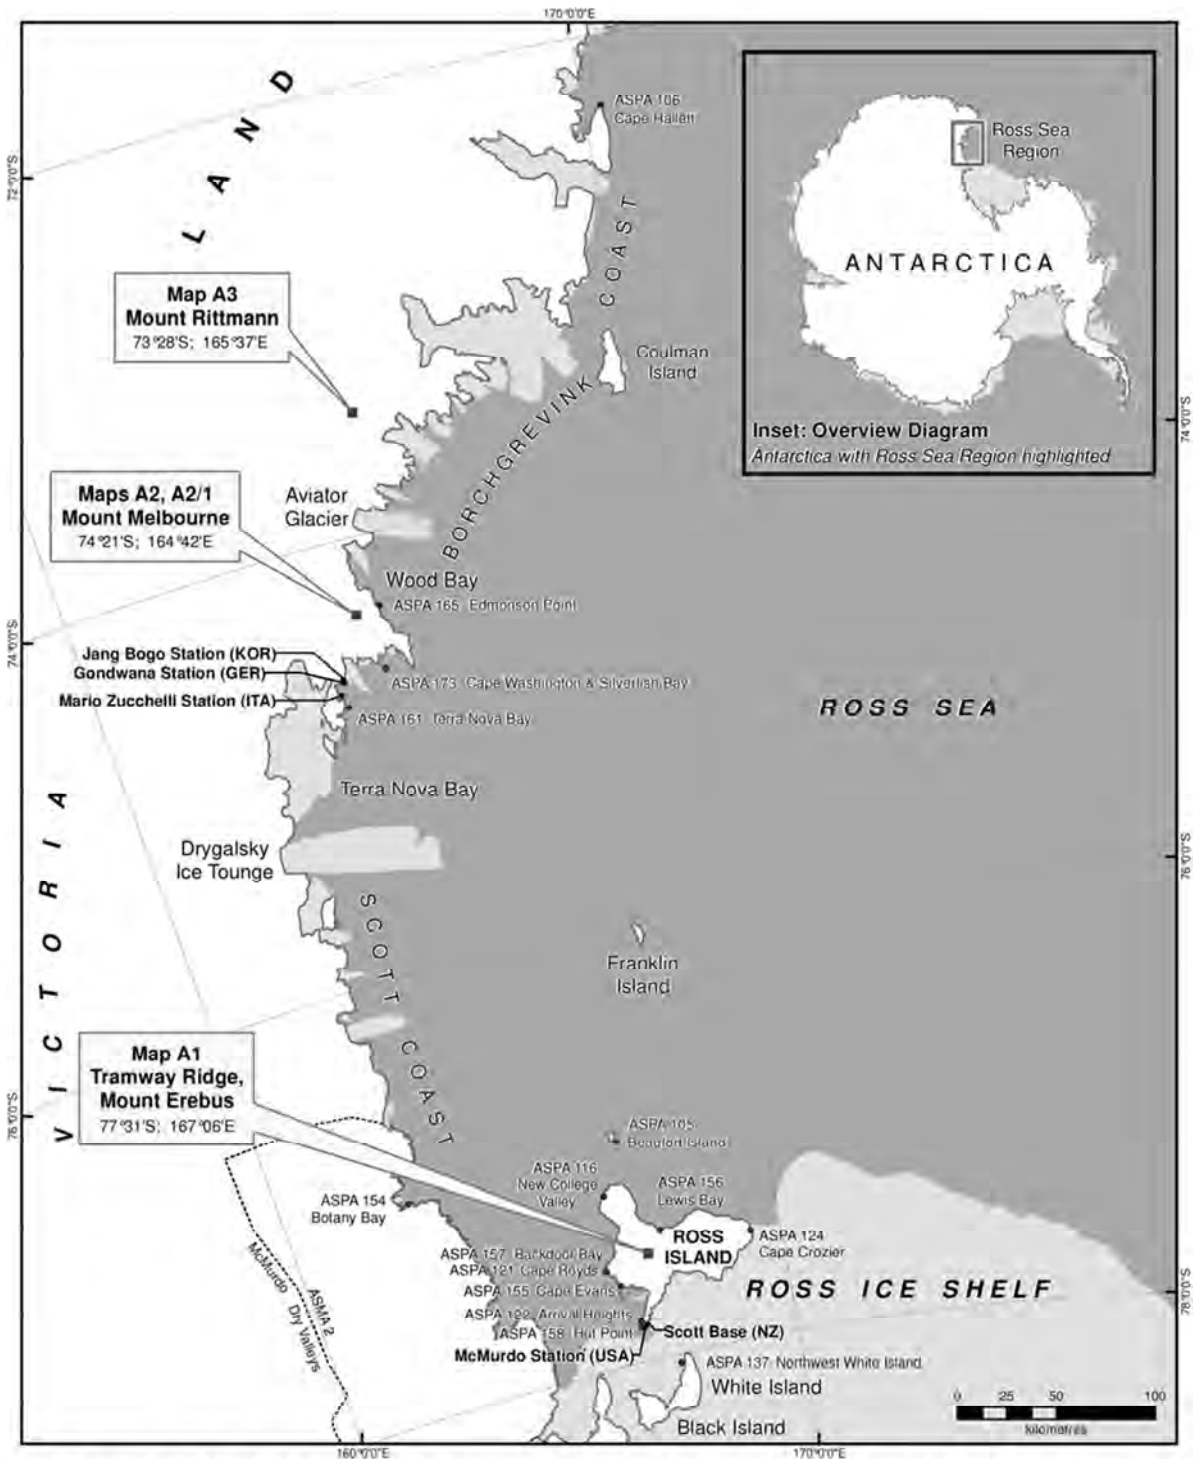 170°0'0"E
LAND
72°0'0"S
ASPA 106
Cape Hallett
Ross Sea
Region
ANTARCTICA
Inset: Overview Diagram
Antarctica with Ross Sea Region highlighted
COAST
Map A3
Mount Rittmann
73°28'S; 165°37'E
Coulman
Island
BORCHGREVINK
74°0'0"S
Maps A2, A2/1
Mount Melbourne
74°21'S; 164°42'E
Aviator
Glacier
Wood Bay
ASPA 165 Edmonson Point
74°0'0"S
Jang Bogo Station (KOR)
Gondwana Station (GER)
Mario Zucchelli Station (ITA)
ASPA 173 Cape Washington & Silverfish Bay
ASPA 161 Terra Nova Bay
ROSS SEA
Terra Nova Bay
VICTORIA
Drygalsky
Ice Tounge
76°0'0"S
SCOTT COAST
Franklin
Island
Map A1
Tramway Ridge,
Mount Erebus
77°31'S; 167°06'E
76°0'0"S
ASPA 105
Beaufort Island
ASPA 116
New College
Valley
ASPA 156
Lewis Bay
ASPA 154
Botany Bay
ROSS
ISLAND
ASPA 124
Cape Crozier
ASPA 157 Backdoor Bay
ASPA 121 Cape Royds
ASPA 155 Cape Evans
ASPA 122 Arrival Heights
ASPA 158 Hut Point
McMurdo Station (USA)
Scott Base (NZ)
ROSS ICE SHELF
78°0'0"S
ASMA 2
McMurdo Dry Valleys
ASPA 137 Northwest White Island
White Island
Black Island
0 25 50 100
kilometres
160°0'0"E
170°0'0"E